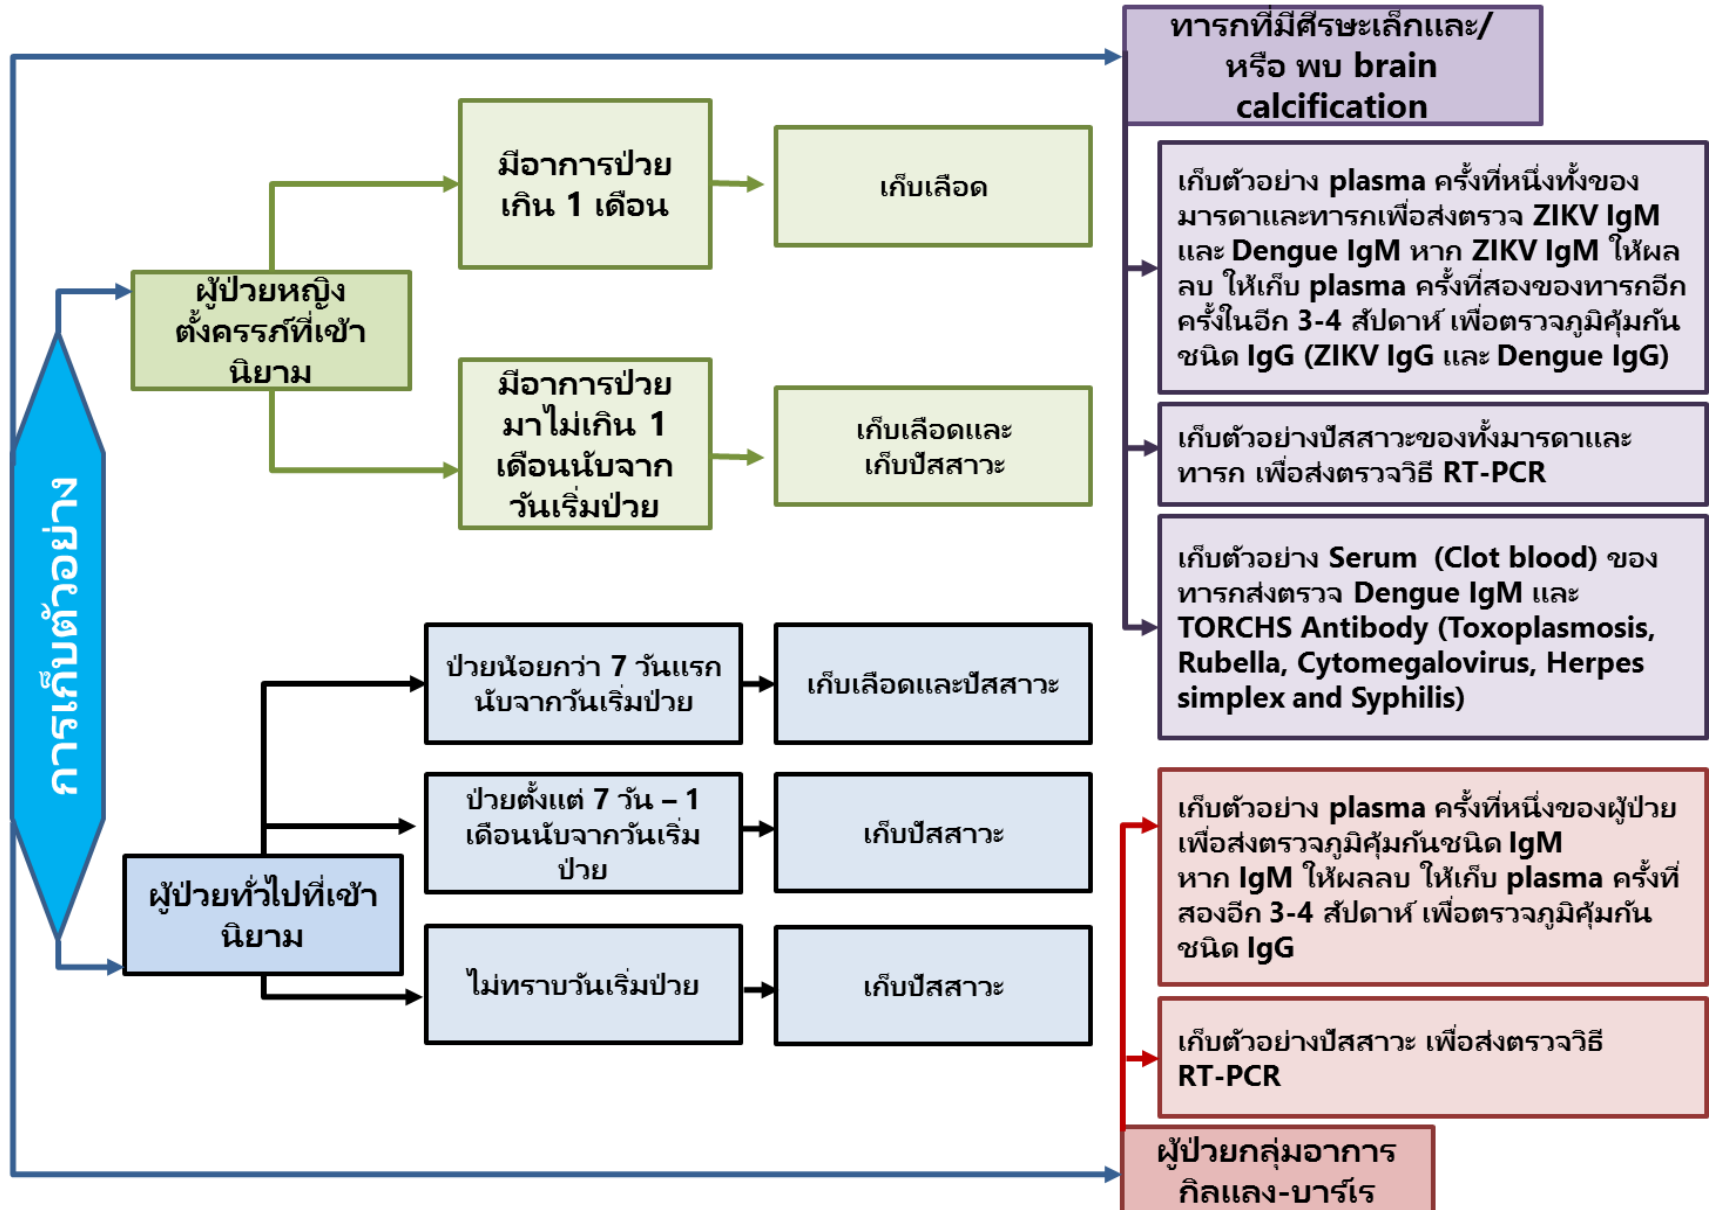 การเก็บตัวอย่าง
ผู้ป่วยหญิง
ตั้งครรภ์ที่เข้า
นิยาม
มีอาการป่วย
เกิน 1 เดือน
เก็บเลือด
มีอาการป่วย
มาไม่เกิน 1
เดือนนับจาก
วันเริ่มป่วย
เก็บเลือดและ
เก็บปัสสาวะ
ผู้ป่วยทั่วไปที่เข้า
นิยาม
ป่วยน้อยกว่า 7 วันแรก
นับจากวันเริ่มป่วย
เก็บเลือดและปัสสาวะ
ป่วยตั้งแต่ 7 วัน – 1
เดือนนับจากวันเริ่ม
ป่วย
เก็บปัสสาวะ
ไม่ทราบวันเริ่มป่วย
เก็บปัสสาวะ
ทารกที่มีศีรษะเล็กและ/
หรือ พบ brain
calcification
เก็บตัวอย่าง plasma ครั้งที่หนึ่งทั้งของ
มารดาและทารกเพื่อส่งตรวจ ZIKV IgM
และ Dengue IgM หาก ZIKV IgM ให้ผล
ลบ ให้เก็บ plasma ครั้งที่สองของทารกอีก
ครั้งในอีก 3-4 สัปดาห์ เพื่อตรวจภูมิคุ้มกัน
ชนิด IgG (ZIKV IgG และ Dengue IgG)
เก็บตัวอย่างปัสสาวะของทั้งมารดาและ
ทารก เพื่อส่งตรวจวิธี RT-PCR
เก็บตัวอย่าง Serum (Clot blood) ของ
ทารกส่งตรวจ Dengue IgM และ
TORCHS Antibody (Toxoplasmosis,
Rubella, Cytomegalovirus, Herpes
simplex and Syphilis)
เก็บตัวอย่าง plasma ครั้งที่หนึ่งของผู้ป่วย
เพื่อส่งตรวจภูมิคุ้มกันชนิด IgM
หาก IgM ให้ผลลบ ให้เก็บ plasma ครั้งที่
สองอีก 3-4 สัปดาห์ เพื่อตรวจภูมิคุ้มกัน
ชนิด IgG
เก็บตัวอย่างปัสสาวะ เพื่อส่งตรวจวิธี
RT-PCR
ผู้ป่วยกลุ่มอาการ
กิลแลง-บาร์เร